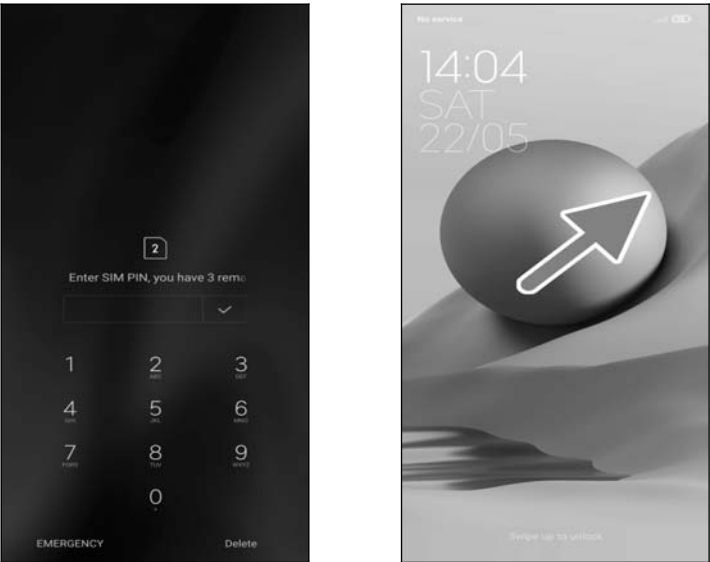 2
Enter SIM PIN, you have 3 rema
1
2
ABC
3
DEF
4
GHI
5
JKL
6
MNO
7
PQRS
8
TUV
9
WXYZ
0
+
EMERGENCY
Delete
No service
14:04
SAT
22/05
Swipe up to unlock